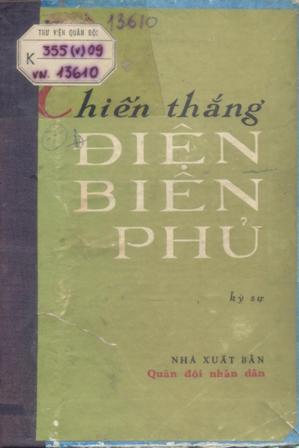 13610
THƯ VIỆN QUÂN ĐỘI
K 355(V)09
VN. 13610
Chiến thắng
ĐIỆN
BIÊN
PHỦ
ký sự
NHÀ XUẤT BẢN
Quân đội nhân dân